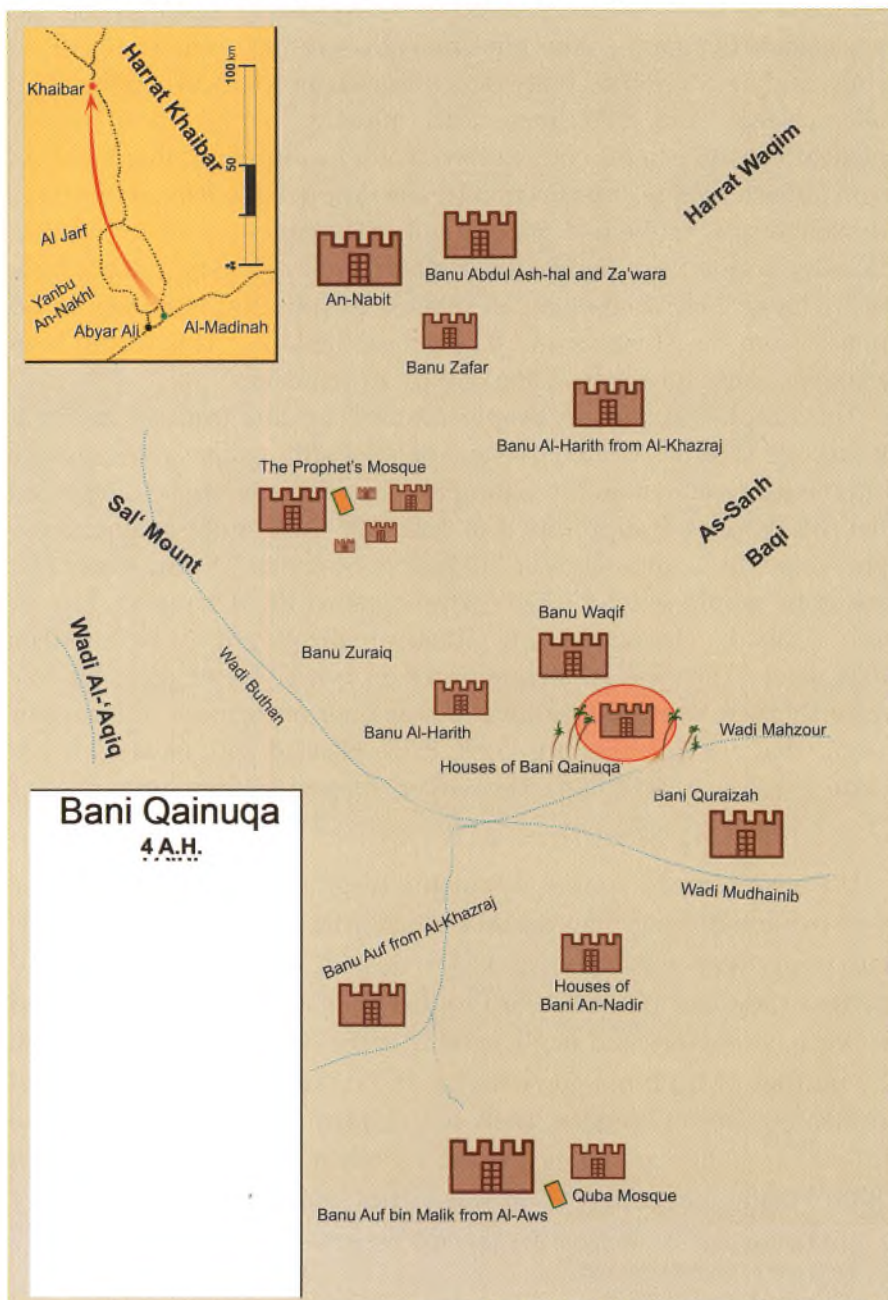 Khaibar
Harrat Khaibar
100 km
50
Al Jarf
Yanbu
An-Nakhl
Abyar Ali
Al-Madinah
Harrat Waqim
An-Nabit
Banu Abdul Ash-hal and Za'wara
Banu Zafar
Banu Al-Harith from Al-Khazraj
The Prophet's Mosque
Sal‘ Mount
As-Sanh
Baqi
Wadi Al-‘Aqiq
Wadi Buthan
Banu Zuraiq
Banu Waqif
Banu Al-Harith
Houses of Bani Qainuqa
Wadi Mahzour
Bani Quraizah
Wadi Mudhainib
Bani Qainuqa
4 A.H.
Banu Auf from Al-Khazraj
Houses of
Bani An-Nadir
Banu Auf bin Malik from Al-Aws
Quba Mosque